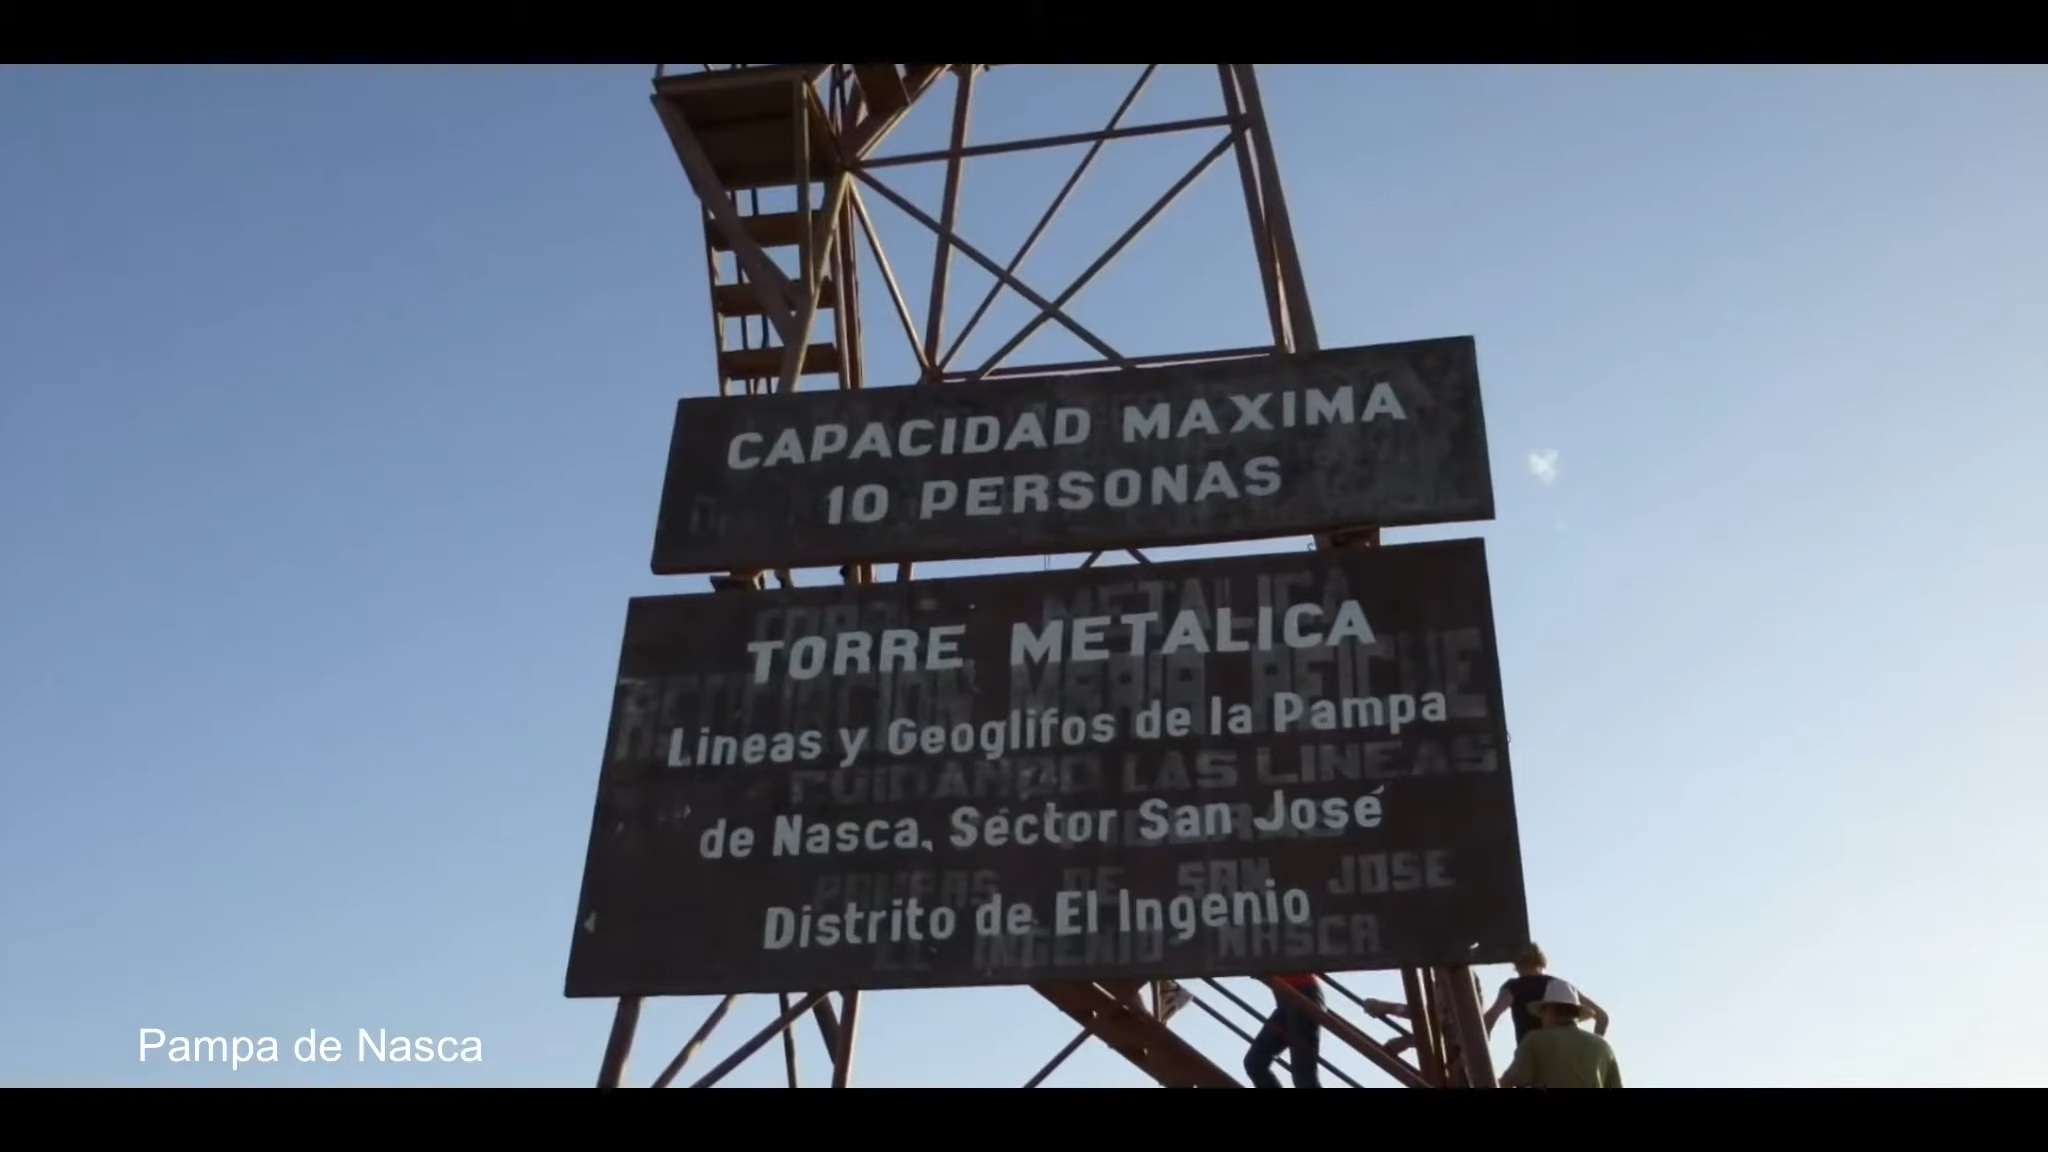 CAPACIDAD MAXIMA
10 PERSONAS
TORRE METALICA
Lineas y Geoglifos de la Pampa
de Nasca, Sector San José
Distrito de El Ingenio
Pampa de Nasca